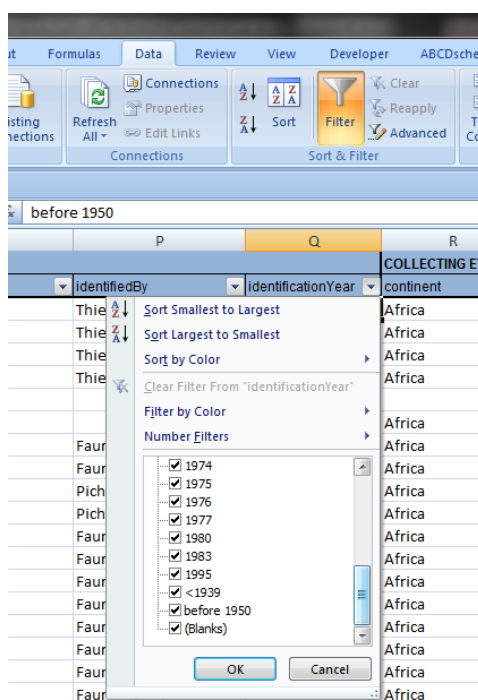 ut Formulas Data Review View Developer ABCDsche
Connections Clear
Properties Reapply
isting Refresh Sort Filter
nections All Edit Links Advanced
Connections Sort & Filter
before 1950
P Q R
COLLECTING E
identifiedBy identificationYear continent
Thie Sort Smallest to Largest Africa
Thie Sort Largest to Smallest Africa
Thie Sort by Color Africa
Thie Africa
Clear Filter From "identificationYear"
Filter by Color Africa
Faur Number Filters Africa
Faur 1974 Africa
Pich 1975 Africa
Pich 1976 Africa
Faur 1977 Africa
Faur 1980 Africa
Faur 1983 Africa
Faur 1995 Africa
Faur <1939 Africa
Faur before 1950 Africa
Faur (Blanks) Africa
Faur OK Cancel Africa
Faur Africa